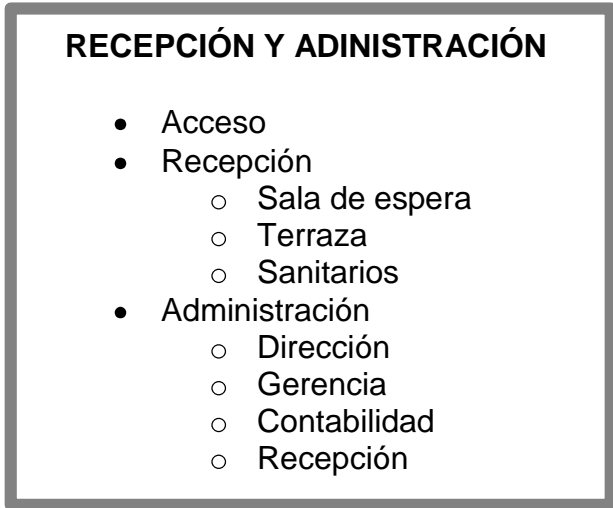 RECEPCIÓN Y ADINISTRACIÓN
• Acceso
• Recepción
o Sala de espera
o Terraza
o Sanitarios
• Administración
o Dirección
o Gerencia
o Contabilidad
o Recepción